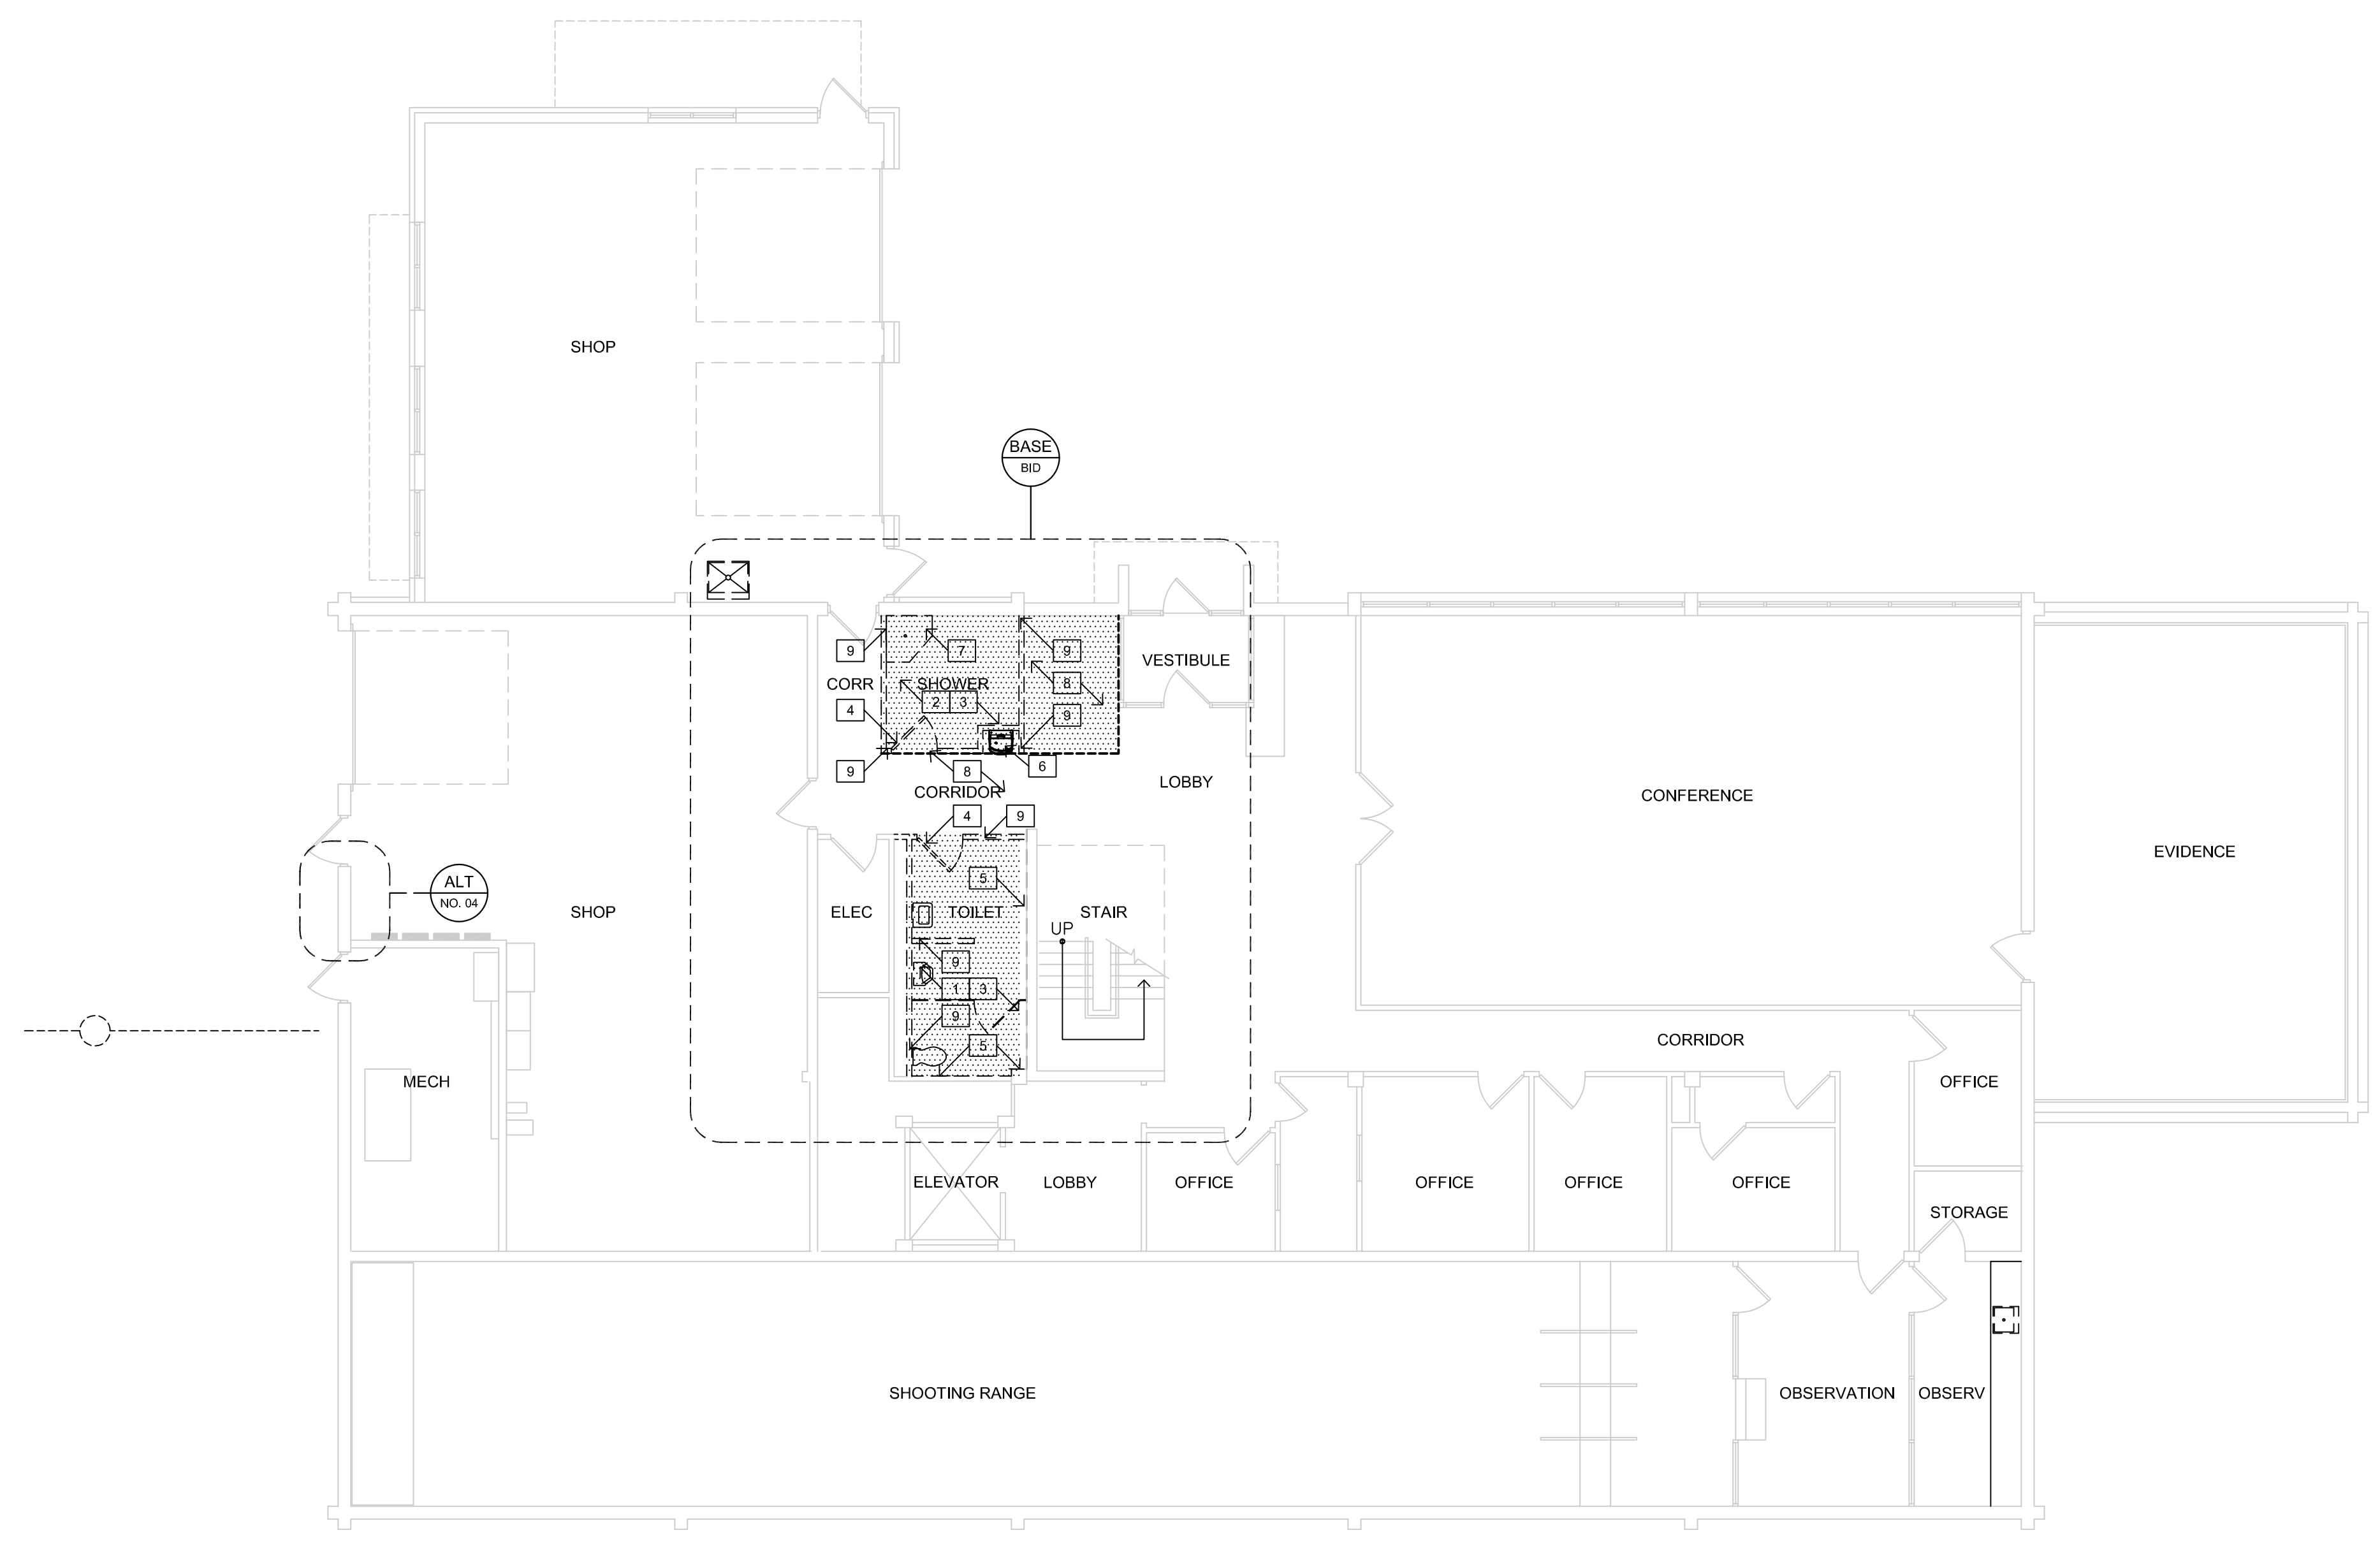 SHOP
BASE
BID
9
7
9
CORR
SHOWER
8
VESTIBULE
2
3
4
9
9
8
6
LOBBY
CORRIDOR
CONFERENCE
4
9
EVIDENCE
5
ALT
NO. 04
SHOP
ELEC
TOILET
STAIR
UP
9
1
3
9
5
CORRIDOR
MECH
OFFICE
ELEVATOR
LOBBY
OFFICE
OFFICE
OFFICE
OFFICE
STORAGE
SHOOTING RANGE
OBSERVATION
OBSERV